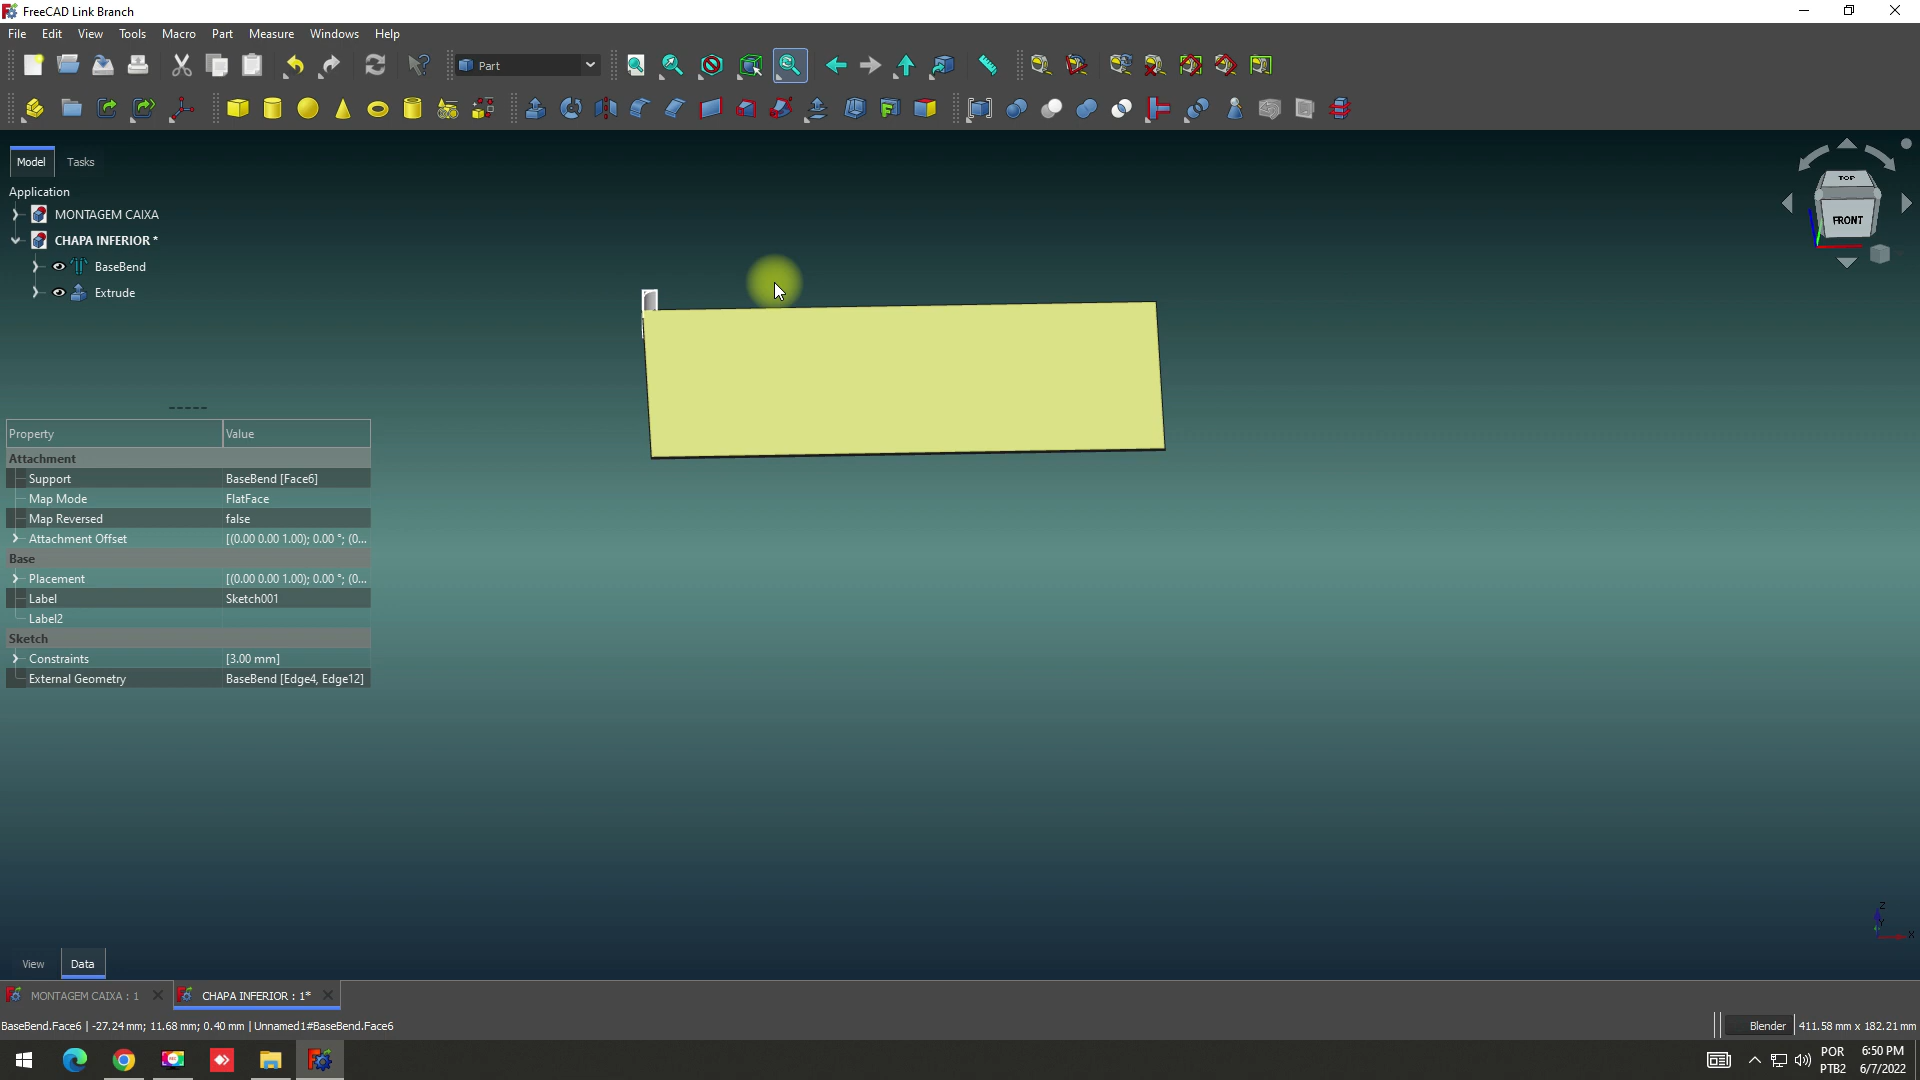 FreeCAD Link Branch
File Edit View Tools Macro Part Measure Windows Help
Part
Model Tasks
Application
MONTAGEM CAIXA
CHAPA INFERIOR *
BaseBend
Extrude
TOP
FRONT
Property Value
Attachment
Support BaseBend [Face6]
Map Mode FlatFace
Map Reversed false
Attachment Offset [(0.00 0.00 1.00); 0.00 °; (0...
Base
Placement [(0.00 0.00 1.00); 0.00 °; (0...
Label Sketch001
Label2
Sketch
Constraints [3.00 mm]
External Geometry BaseBend [Edge4, Edge12]
Z
Y
X
View Data
MONTAGEM CAIXA : 1 CHAPA INFERIOR : 1*
BaseBend.Face6 | -27.24 mm; 11.68 mm; 0.40 mm | Unnamed1#BaseBend.Face6
Blender 411.58 mm x 182.21 mm
POR 6:50 PM
PTB2 6/7/2022